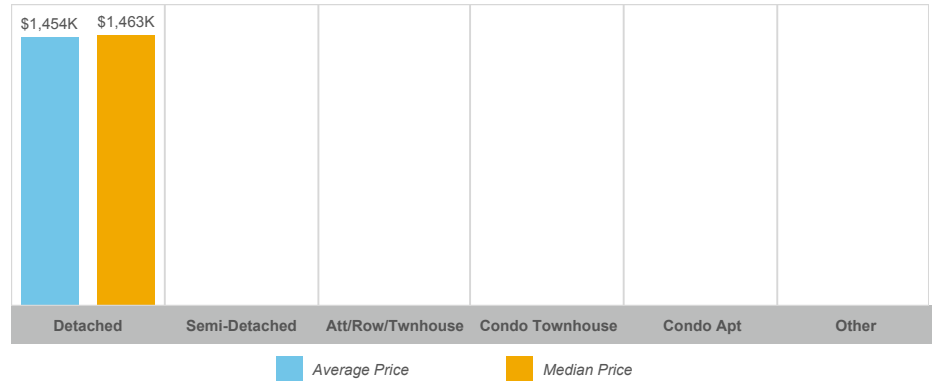 $1,454K $1,463K
Detached Semi-Detached Att/Row/Twnhouse Condo Townhouse Condo Apt Other
Average Price Median Price